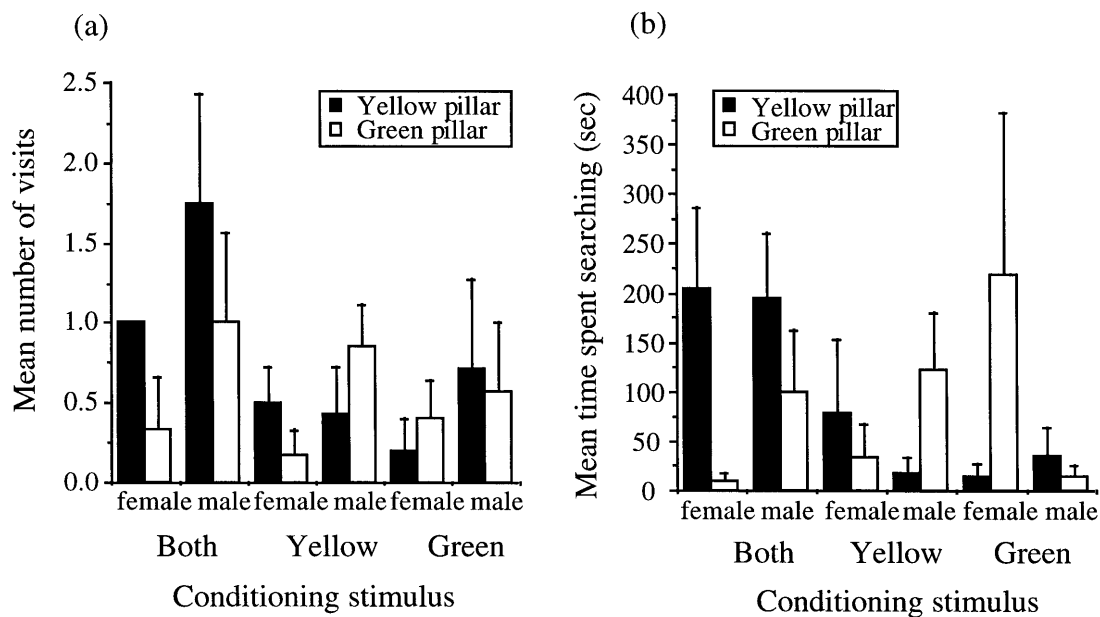 (a)
Mean number of visits
2.5
2.0
1.5
1.0
0.5
0.0
Yellow pillar
Green pillar
female male female male female male
Both Yellow Green
Conditioning stimulus
(b)
Mean time spent searching (sec)
400
350
300
250
200
150
100
50
0
Yellow pillar
Green pillar
female male female male female male
Both Yellow Green
Conditioning stimulus